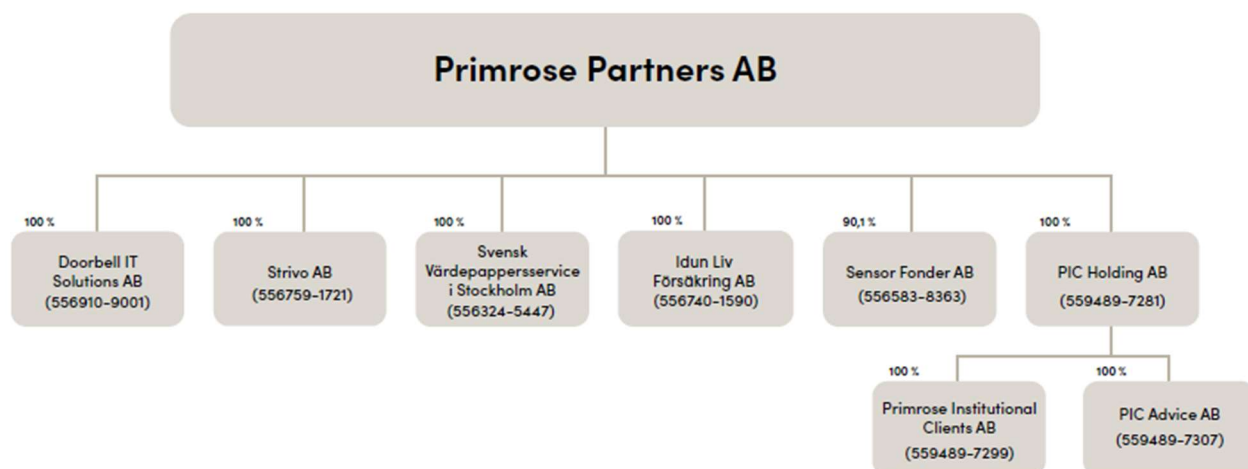 Primrose Partners AB
100 %
Doorbell IT
Solutions AB
(556910-9001)
100 %
Strivo AB
(556759-1721)
100 %
Svensk
Värdepappersservice
i Stockholm AB
(556324-5447)
100 %
Idun Liv
Försäkring AB
(556740-1590)
90,1 %
Sensor Fonder AB
(556583-8363)
100 %
PIC Holding AB
(559489-7281)
100 %
Primrose Institutional
Clients AB
(559489-7299)
100 %
PIC Advice AB
(559489-7307)